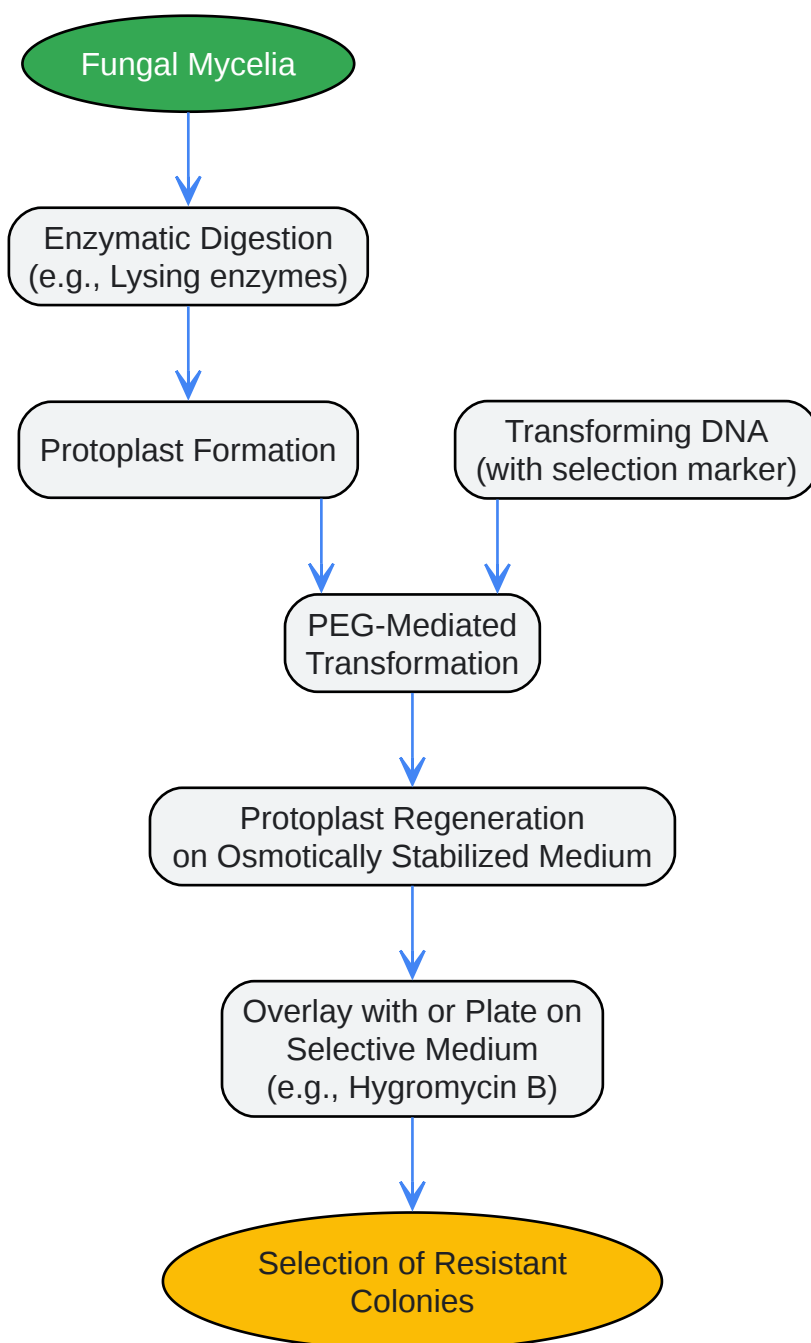 Fungal Mycelia
Enzymatic Digestion
(e.g., Lysing enzymes)
Protoplast Formation
Transforming DNA
(with selection marker)
PEG-Mediated
Transformation
Protoplast Regeneration
on Osmotically Stabilized Medium
Overlay with or Plate on
Selective Medium
(e.g., Hygromycin B)
Selection of Resistant
Colonies